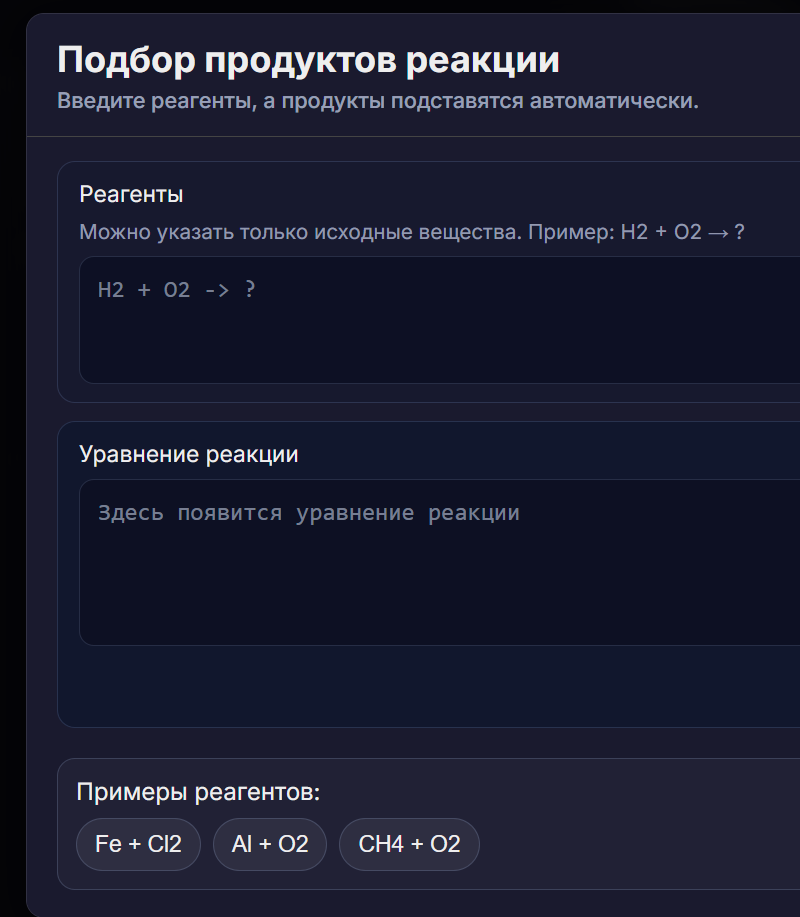 Подбор продуктов реакции
Введите реагенты, а продукты подставятся автоматически.
Реагенты
Можно указать только исходные вещества. Пример: H2 + O2 → ?
H2 + O2 -> ?
Уравнение реакции
Здесь появится уравнение реакции
Примеры реагентов:
Fe + Cl2 Al + O2 CH4 + O2